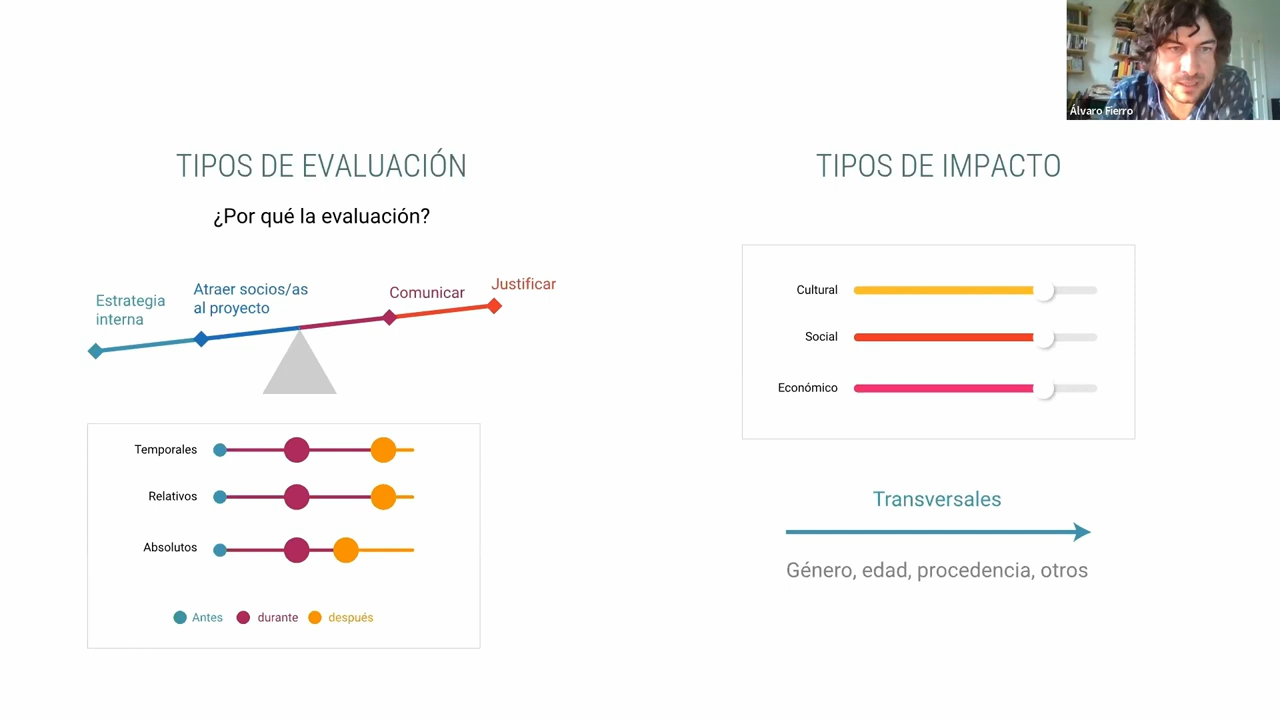 Álvaro Fierro
TIPOS DE EVALUACIÓN
¿Por qué la evaluación?
Estrategia
interna
Atraer socios/as
al proyecto
Comunicar
Justificar
Temporales
Relativos
Absolutos
Antes
durante
después
TIPOS DE IMPACTO
Cultural
Social
Económico
Transversales
Género, edad, procedencia, otros